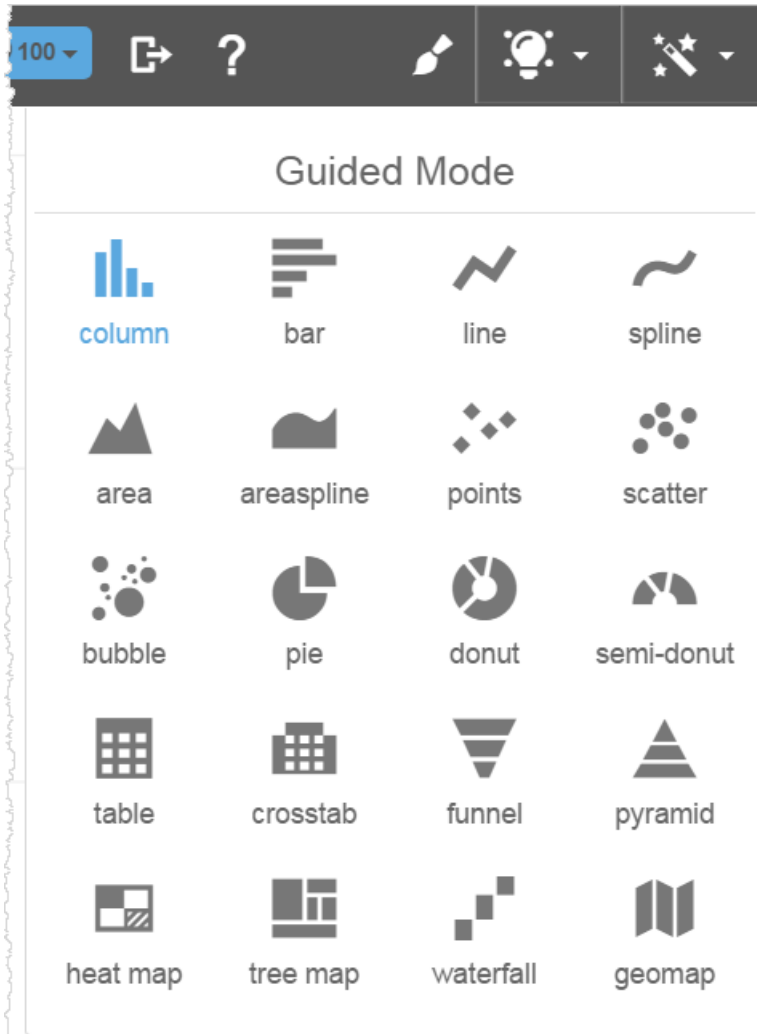 100
?
Guided Mode
column bar line spline
area areaspline points scatter
bubble pie donut semi-donut
table crosstab funnel pyramid
heat map tree map waterfall geomap